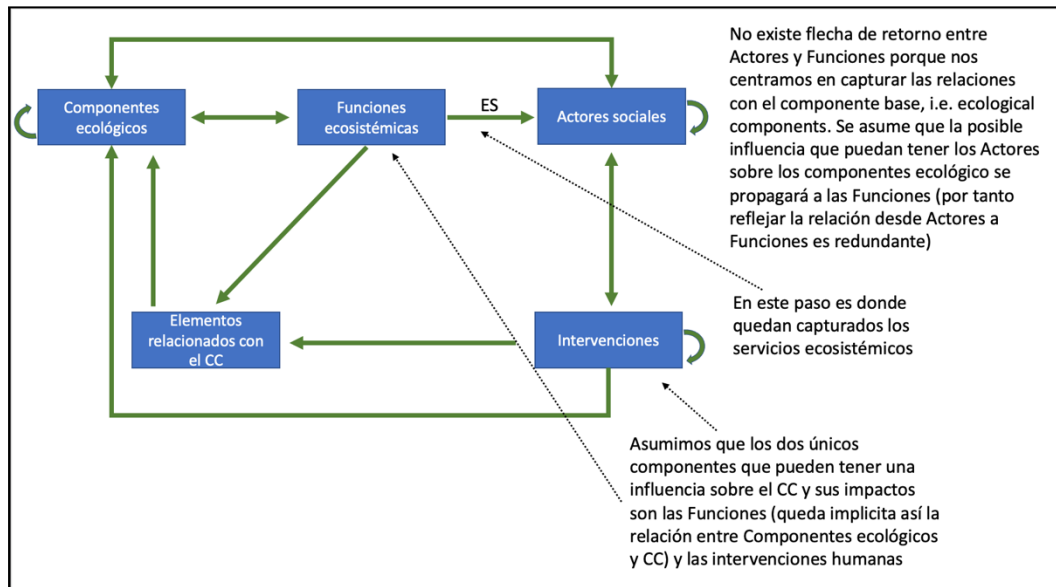 Componentes
ecológicos
Funciones
ecosistémicas
ES
Actores sociales
Elementos
relacionados con
el CC
Intervenciones
No existe flecha de retorno entre
Actores y Funciones porque nos
centramos en capturar las relaciones
con el componente base, i.e. ecological
components. Se asume que la posible
influencia que puedan tener los Actores
sobre los componentes ecológico se
propagará a las Funciones (por tanto
reflejar la relación desde Actores a
Funciones es redundante)
En este paso es donde
quedan capturados los
servicios ecosistémicos
Asumimos que los dos únicos
componentes que pueden tener una
influencia sobre el CC y sus impactos
son las Funciones (queda implicita así la
relación entre Componentes ecológicos
y CC) y las intervenciones humanas